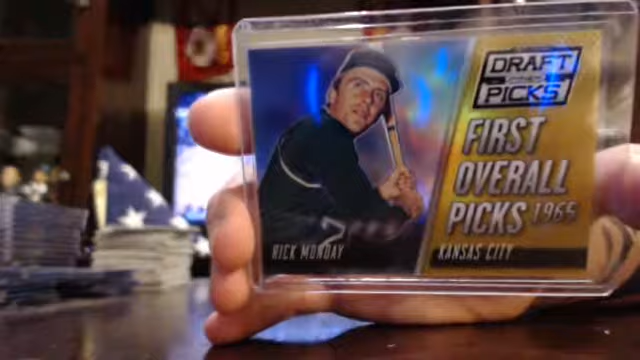 DRAFT
PICKS
FIRST
OVERALL
PICKS 1965
RICK MONDAY
KANSAS CITY